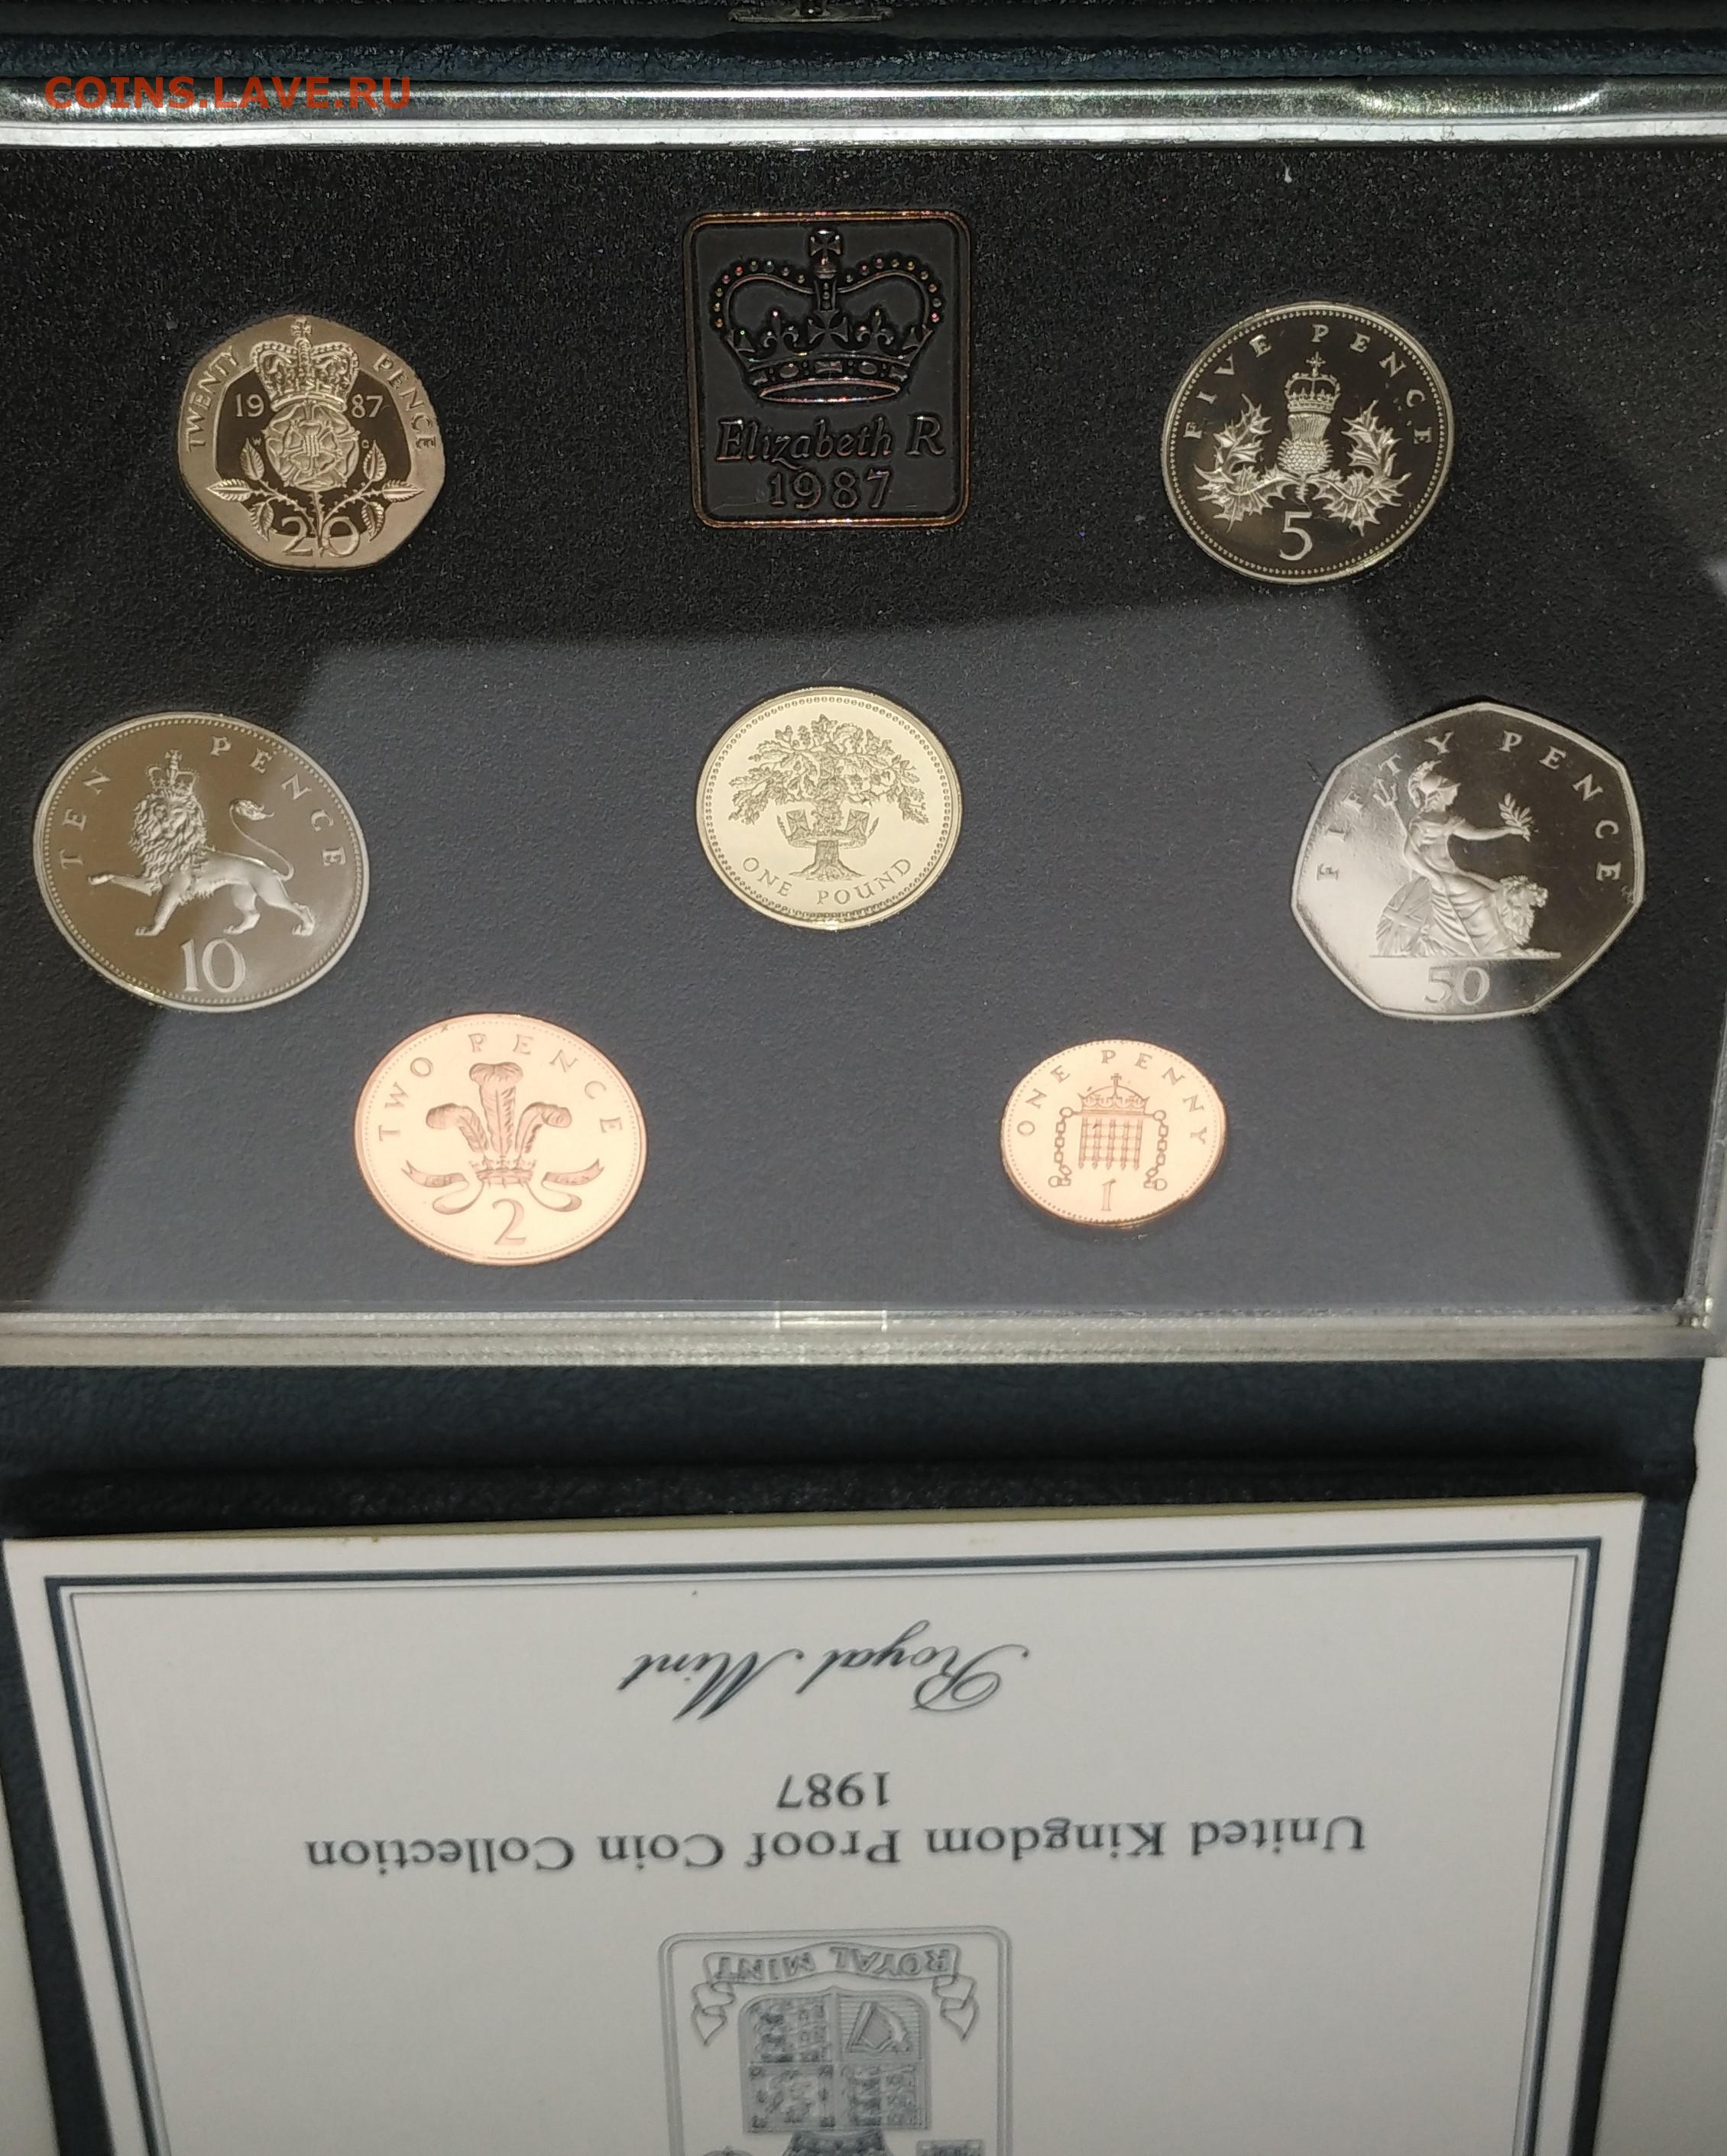 COINS.LAVE.RU
TWENTY PENCE
19 87
20
Elizabeth R
1987
FIVE PENCE
5
TEN PENCE
10
ONE POUND
FIFTY PENCE
50
TWO PENCE
2
ONE PENNY
1
Royal Mint
1987
United Kingdom Proof Coin Collection
ROYAL MINT